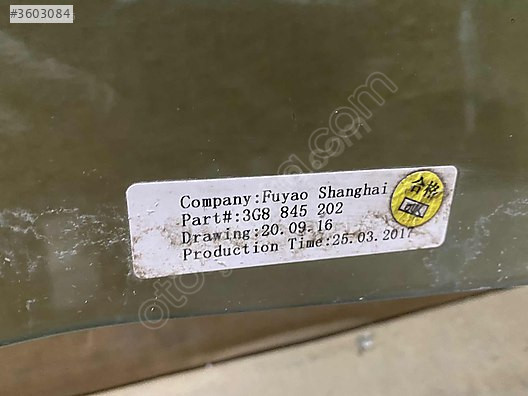 #3603084
Company:Fuyao Shanghai
Part#:3G8 845 202
Drawing:20.09.16
Production Time:25.03.2017
合格